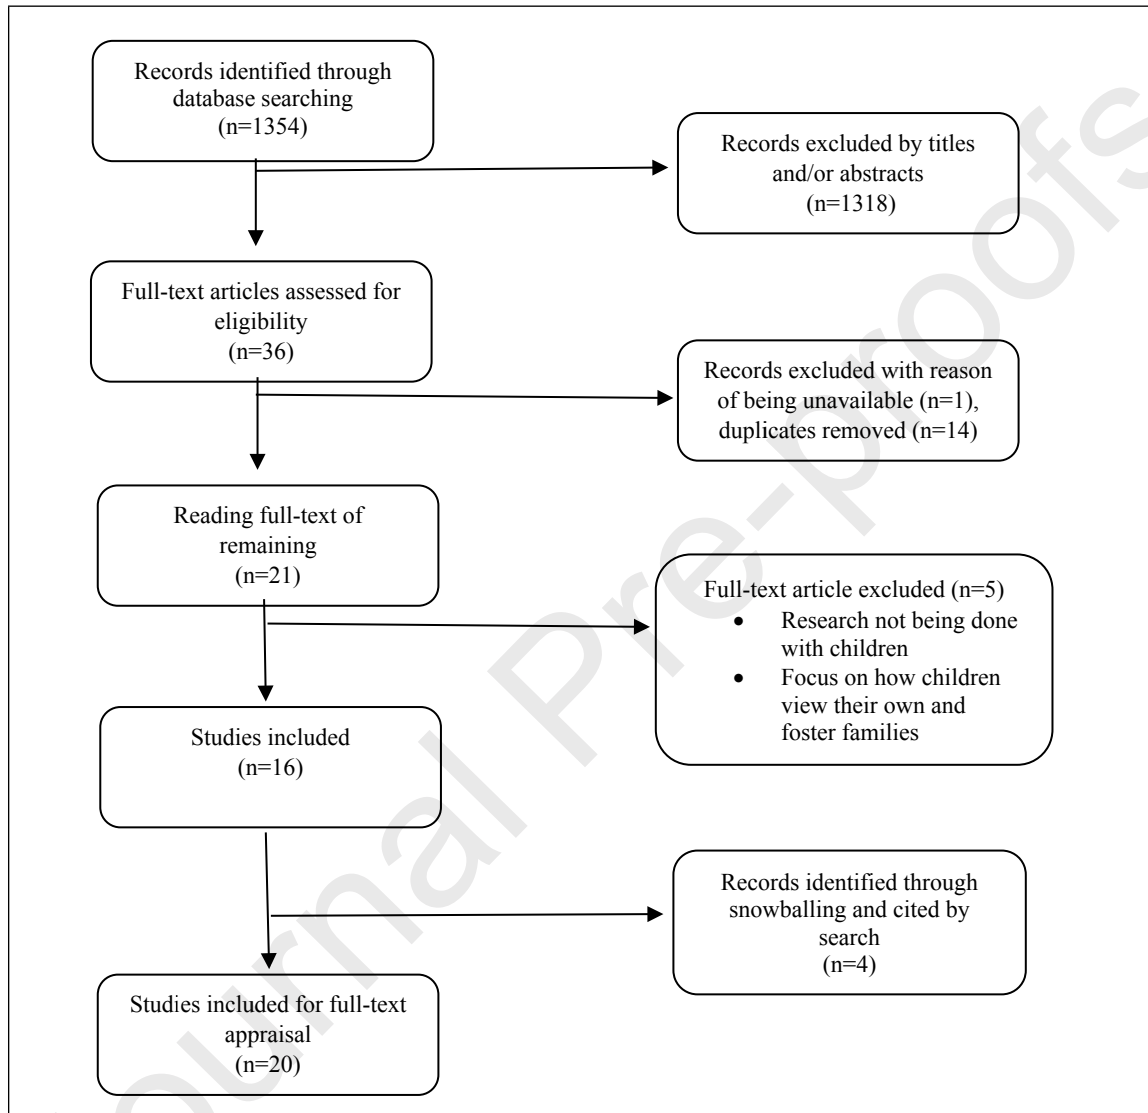 Records identified through
database searching
(n=1354)
Records excluded by titles
and/or abstracts
(n=1318)
Full-text articles assessed for
eligibility
(n=36)
Records excluded with reason
of being unavailable (n=1),
duplicates removed (n=14)
Reading full-text of
remaining
(n=21)
Full-text article excluded (n=5)
• Research not being done
with children
• Focus on how children
view their own and
foster families
Studies included
(n=16)
Records identified through
snowballing and cited by
search
(n=4)
Studies included for full-text
appraisal
(n=20)
Journal Pre-proofs